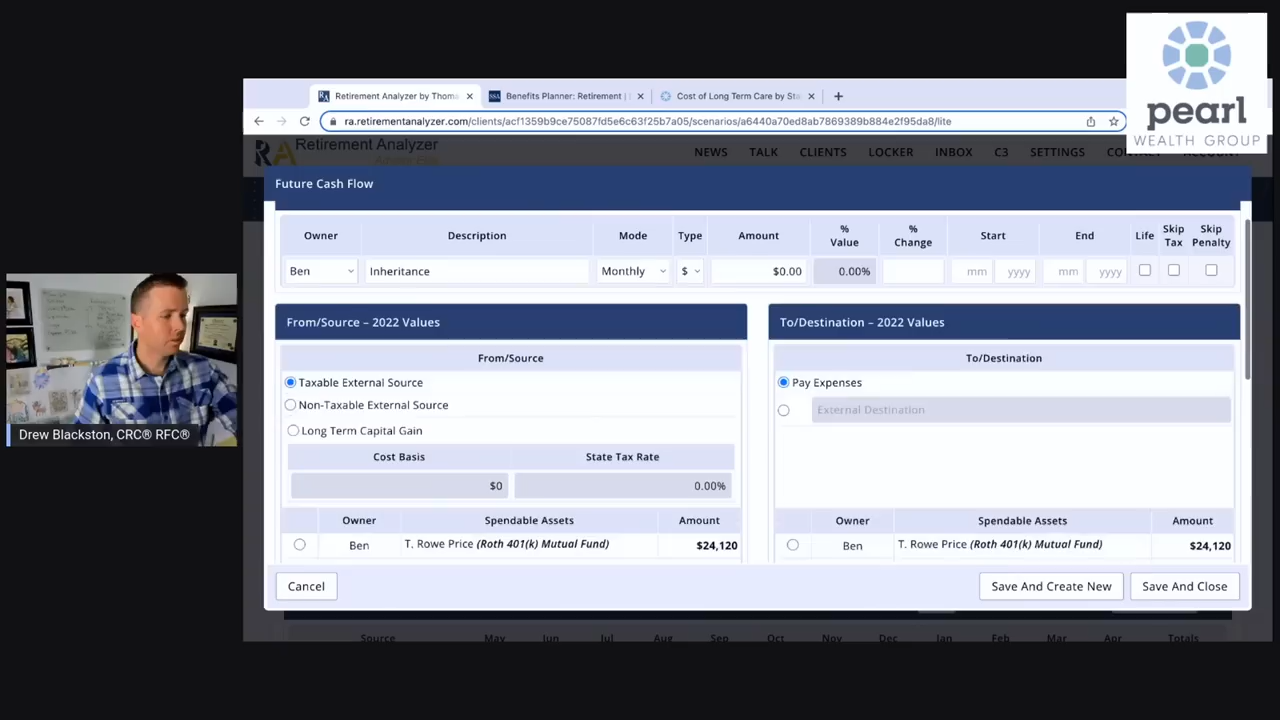 pearl
WEALTH GROUP
Retirement Analyzer by Thoma
Benefits Planner: Retirement |
Cost of Long Term Care by Sta
ra.retirementanalyzer.com/clients/acf1359b9ce75087fd5e6c63f25b7a05/scenarios/a6440a70ed8ab7869389b884e2f95da8/lite
RA Retirement Analyzer
NEWS TALK CLIENTS LOCKER INBOX C3 SETTINGS
Future Cash Flow
Owner Description Mode Type Amount % Value % Change Start End Life Skip Tax Skip Penalty
Ben Inheritance Monthly $ $0.00 0.00% mm yyyy mm yyyy
From/Source – 2022 Values
From/Source
Taxable External Source
Non-Taxable External Source
Long Term Capital Gain
Cost Basis State Tax Rate
$0 0.00%
Owner Spendable Assets Amount
Ben T. Rowe Price (Roth 401(k) Mutual Fund) $24,120
To/Destination – 2022 Values
To/Destination
Pay Expenses
External Destination
Owner Spendable Assets Amount
Ben T. Rowe Price (Roth 401(k) Mutual Fund) $24,120
Cancel Save And Create New Save And Close
Source May Jun Jul Aug Sep Oct Nov Dec Jan Feb Mar Apr Totals
Drew Blackston, CRC® RFC®